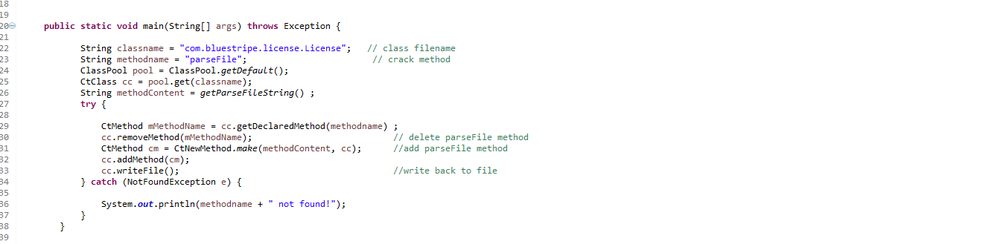 18
19
20 public static void main(String[] args) throws Exception {
21
22 String classname = "com.bluestripe.license.License"; // class filename
23 String methodname = "parseFile"; // crack method
24 ClassPool pool = ClassPool.getDefault();
25 CtClass cc = pool.get(classname);
26 String methodContent = getParseFileString() ;
27 try {
28
29 CtMethod mMethodName = cc.getDeclaredMethod(methodname) ;
30 cc.removeMethod(mMethodName); // delete parseFile method
31 CtMethod cm = CtNewMethod.make(methodContent, cc); //add parseFile method
32 cc.addMethod(cm);
33 cc.writeFile(); //write back to file
34 } catch (NotFoundException e) {
35
36 System.out.println(methodname + " not found!");
37 }
38 }
39